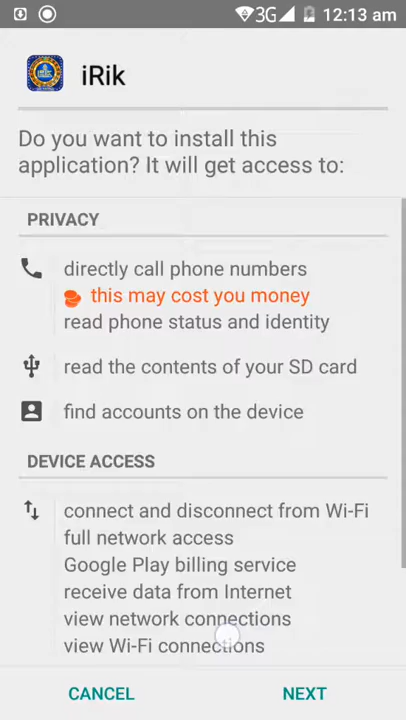 3G 12:13 am
iRik
Do you want to install this
application? It will get access to:
PRIVACY
directly call phone numbers
this may cost you money
read phone status and identity
read the contents of your SD card
find accounts on the device
DEVICE ACCESS
connect and disconnect from Wi-Fi
full network access
Google Play billing service
receive data from Internet
view network connections
view Wi-Fi connections
CANCEL NEXT